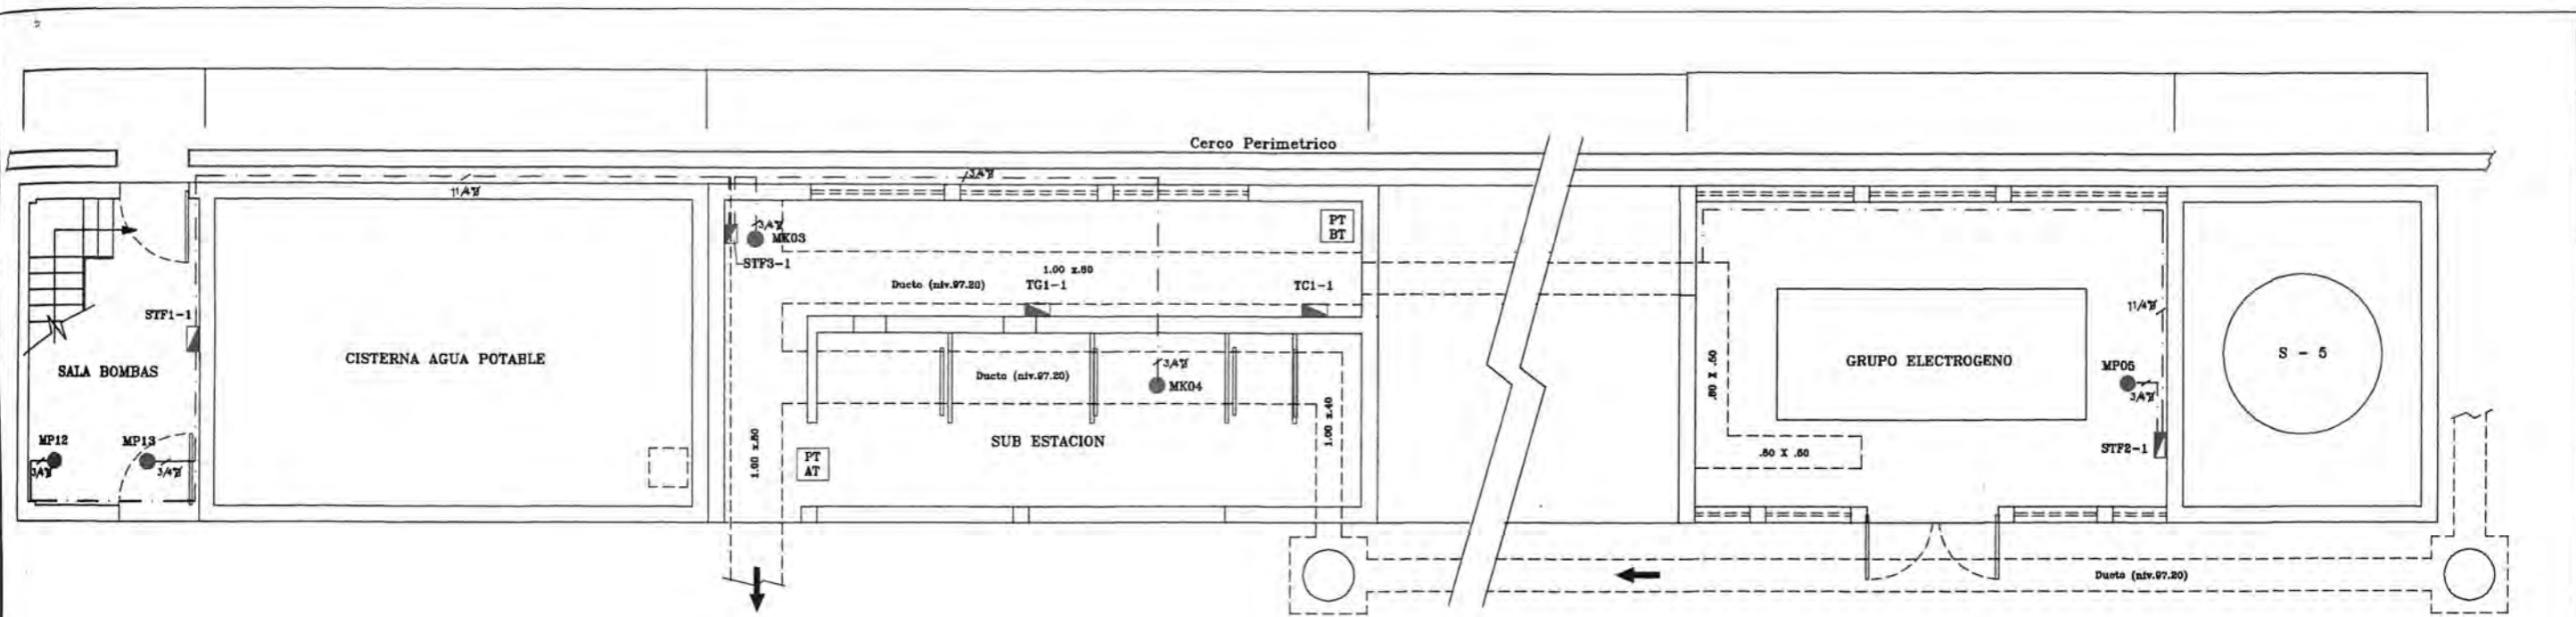 Cerco Perimetrico
3/4"Ø
11/4"Ø
3/4"Ø
MK03
PT
BT
STF3-1
1.00 x.80
Ducto (niv.97.20)
TG1-1
TC1-1
STF1-1
11/4"Ø
CISTERNA AGUA POTABLE
SALA BOMBAS
3/4"Ø
Ducto (niv.97.20)
MK04
.80 X .50
GRUPO ELECTROGENO
S - 5
MP05
3/4"Ø
1.00 x.40
SUB ESTACION
MP12
MP13
STF2-1
3/4"Ø
3/4"Ø
1.00 x.80
PT
AT
.80 X .50
Ducto (niv.97.20)